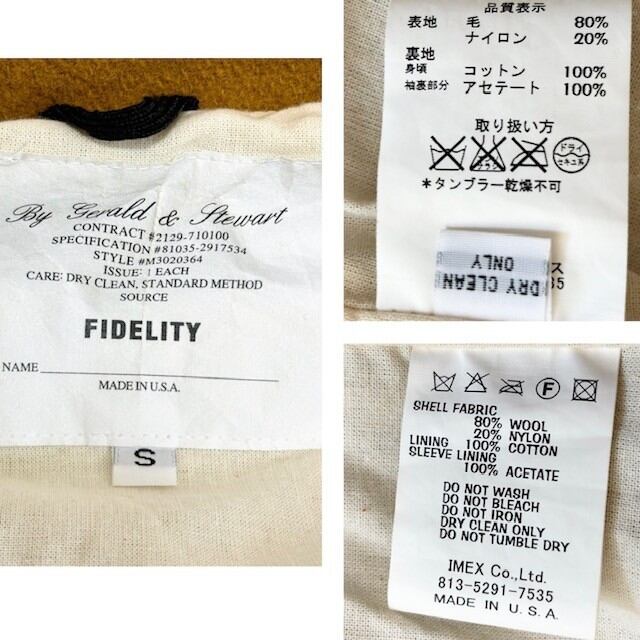 By Gerald & Stewart
CONTRACT #2129-710100
SPECIFICATION #81035-2917534
STYLE #M3020364
ISSUE: 1 EACH
CARE: DRY CLEAN, STANDARD METHOD
SOURCE
FIDELITY
NAME
MADE IN U.S.A.
S
品質表示
表地 毛 80%
ナイロン 20%
裏地
身頃 コットン 100%
袖裏部分 アセテート 100%
取り扱い方
ドライ
セキユ系
*タンブラー乾燥不可
DRY CLEAN
ONLY
ス
35
F
SHELL FABRIC
80% WOOL
20% NYLON
LINING 100% COTTON
SLEEVE LINING
100% ACETATE
DO NOT WASH
DO NOT BLEACH
DO NOT IRON
DRY CLEAN ONLY
DO NOT TUMBLE DRY
IMEX Co.,Ltd.
813-5291-7535
MADE IN U.S.A.